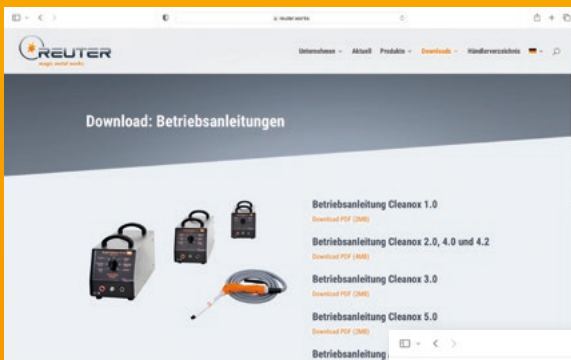 reuter.works
REUTER
magic metal works
Unternehmen
Aktuell
Produkte
Downloads
Händlerverzeichnis
Download: Betriebsanleitungen
Betriebsanleitung Cleanox 1.0
Download PDF (2MB)
Betriebsanleitung Cleanox 2.0, 4.0 und 4.2
Download PDF (4MB)
Betriebsanleitung Cleanox 3.0
Download PDF (2MB)
Betriebsanleitung Cleanox 5.0
Download PDF (2MB)
Betriebsanleitung